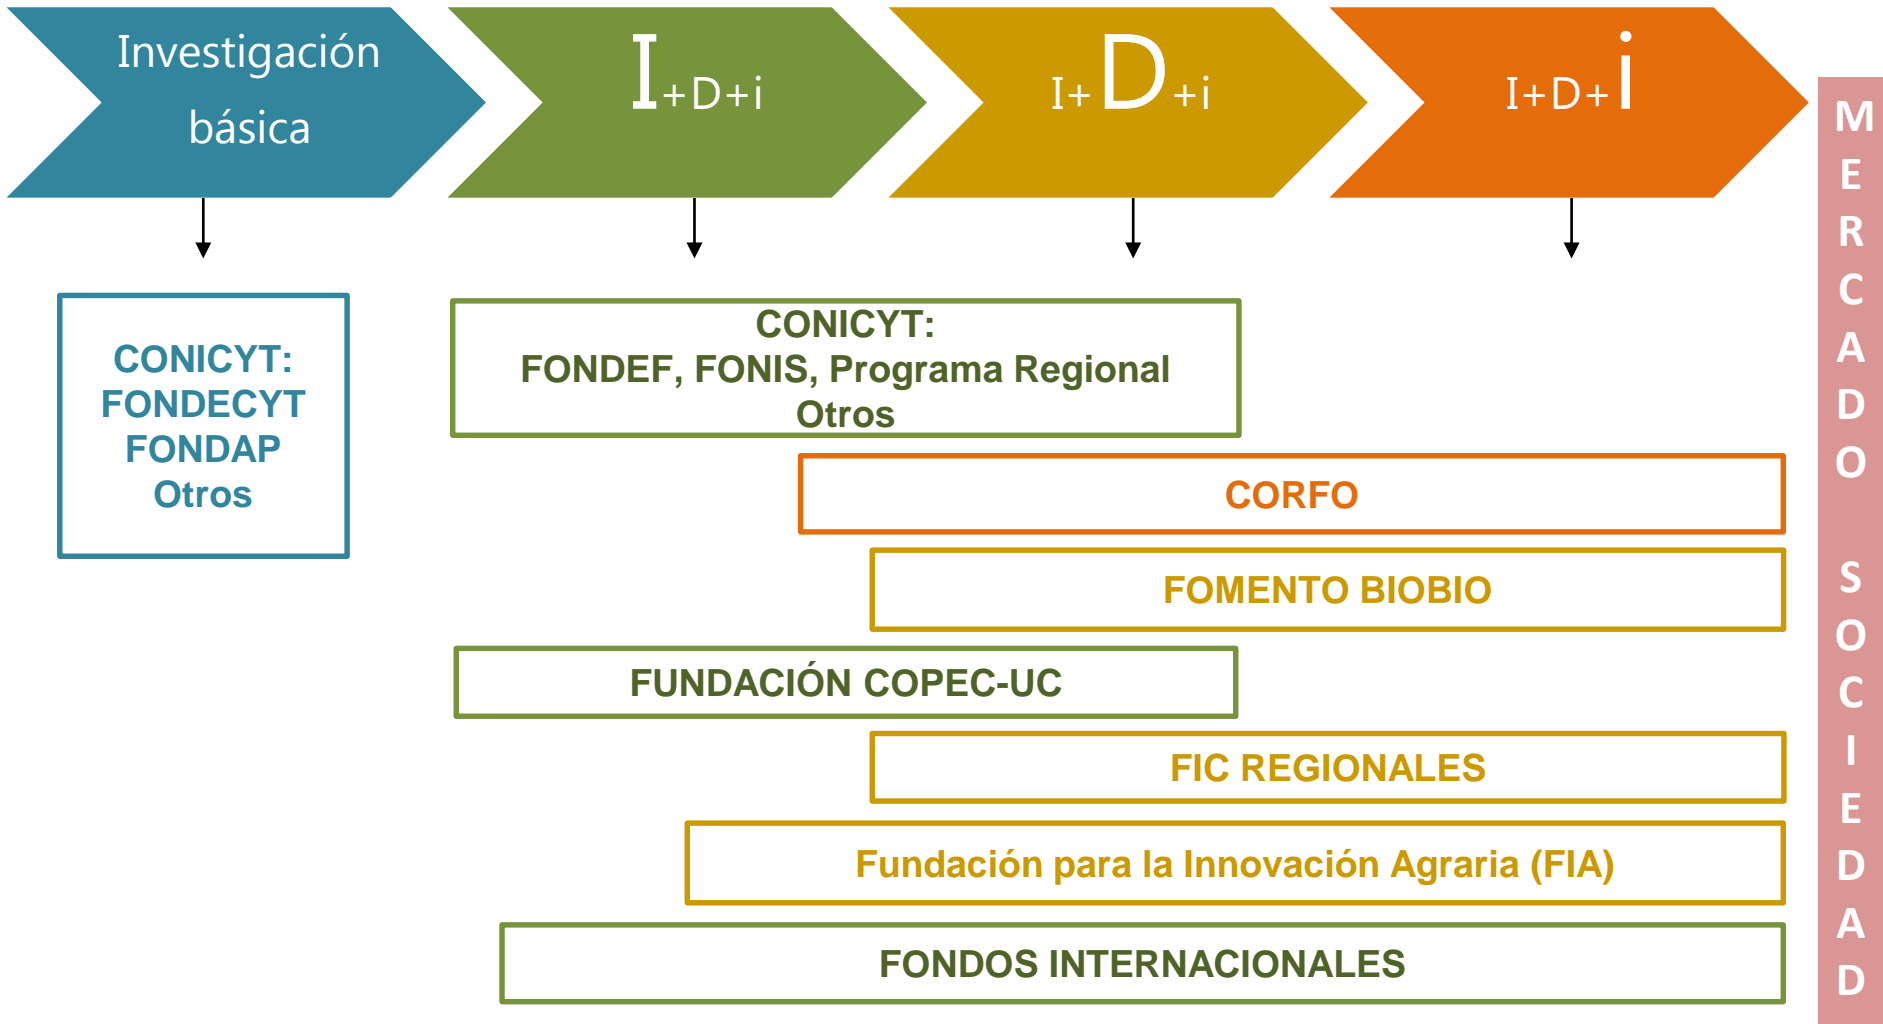 Investigación
básica
I+D+i
I+D+i
I+D+i
CONICYT:
FONDECYT
FONDAP
Otros
CONICYT:
FONDEF, FONIS, Programa Regional
Otros
CORFO
FOMENTO BIOBIO
FUNDACIÓN COPEC-UC
FIC REGIONALES
Fundación para la Innovación Agraria (FIA)
FONDOS INTERNACIONALES
MERCADO SOCIEDAD